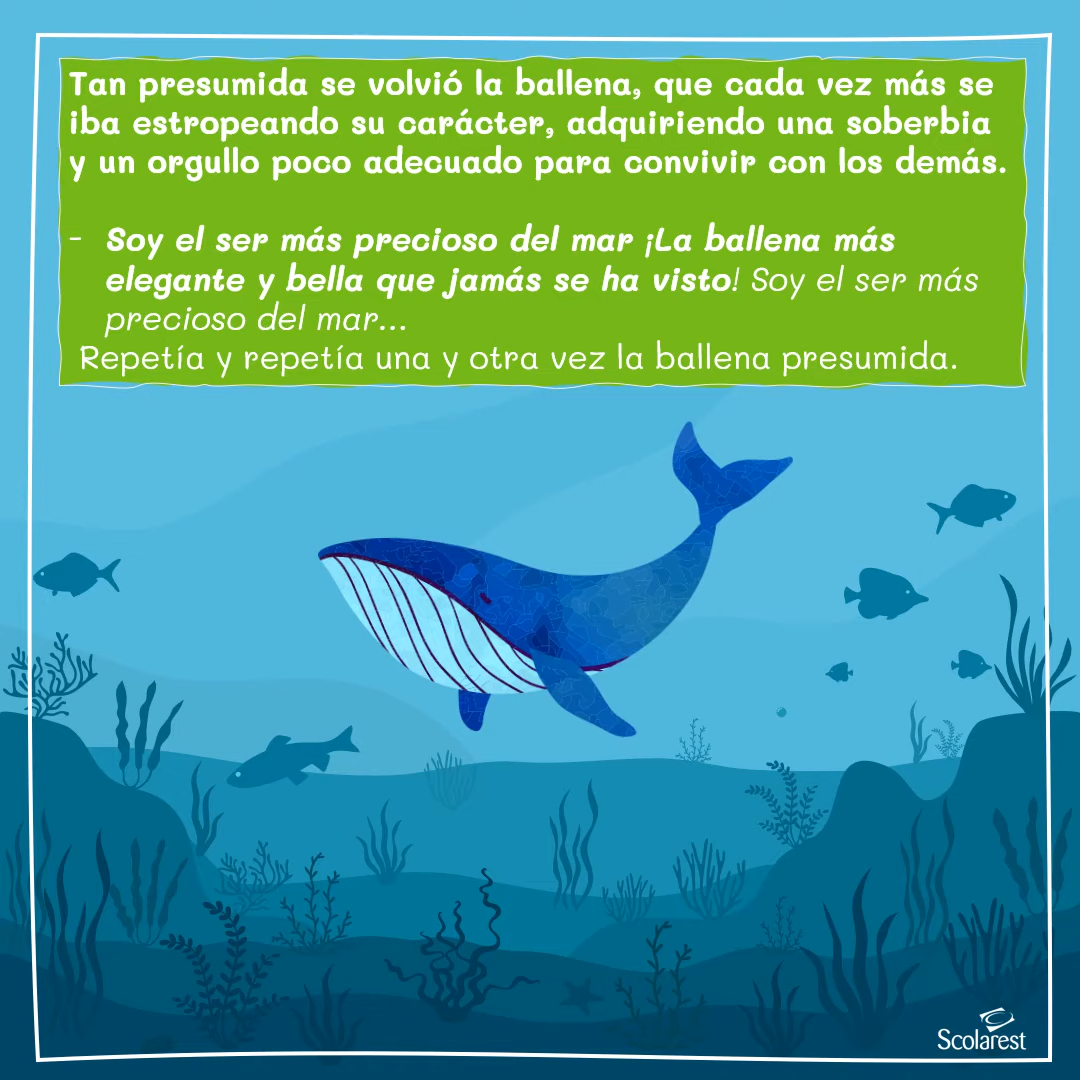 Tan presumida se volvió la ballena, que cada vez más se
iba estropeando su carácter, adquiriendo una soberbia
y un orgullo poco adecuado para convivir con los demás.
- Soy el ser más precioso del mar ¡La ballena más
elegante y bella que jamás se ha visto! Soy el ser más
precioso del mar...
Repetía y repetía una y otra vez la ballena presumida.
Scolarest